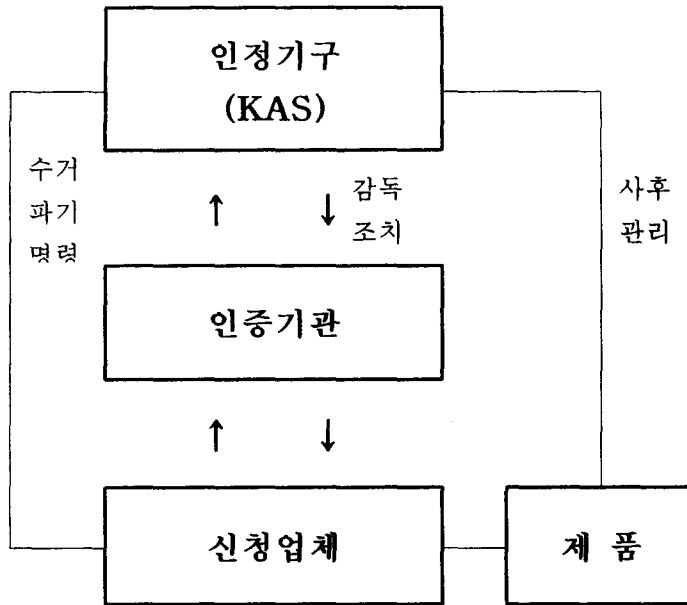 인정기구
(KAS)
수거
파기
명령
감독
조치
사후
관리
인증기관
신청업체
제 품